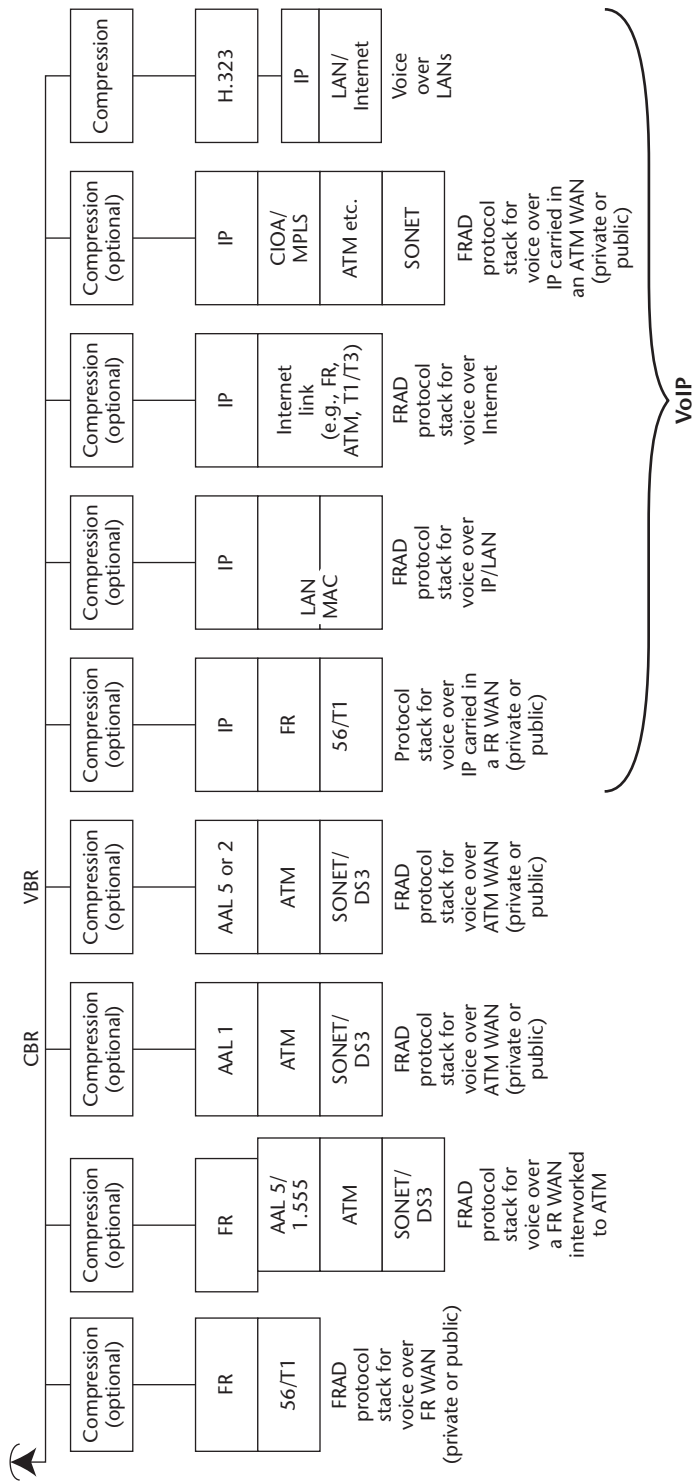 CBR
VBR
Compression
(optional)
FR
56/T1
FRAD
protocol
stack for
voice over
FR WAN
(private or public)
Compression
(optional)
FR
AAL 5/
1.555
ATM
SONET/
DS3
FRAD
protocol
stack for
voice over
a FR WAN
interworked
to ATM
Compression
(optional)
AAL 1
ATM
SONET/
DS3
FRAD
protocol
stack for
voice over
ATM WAN
(private or
public)
Compression
(optional)
AAL 5 or 2
ATM
SONET/
DS3
FRAD
protocol
stack for
voice over
ATM WAN
(private or
public)
Compression
(optional)
IP
FR
56/T1
Protocol
stack for
voice over
IP carried in
a FR WAN
(private or
public)
Compression
(optional)
IP
LAN
MAC
FRAD
protocol
stack for
voice over
IP/LAN
Compression
(optional)
IP
Internet
link
(e.g., FR,
ATM, T1/T3)
FRAD
protocol
stack for
voice over
Internet
Compression
(optional)
IP
CIOA/
MPLS
ATM etc.
SONET
FRAD
protocol
stack for
voice over
IP carried in
an ATM WAN
(private or
public)
Compression
H.323
IP
LAN/
Internet
Voice
over
LANs
VoIP